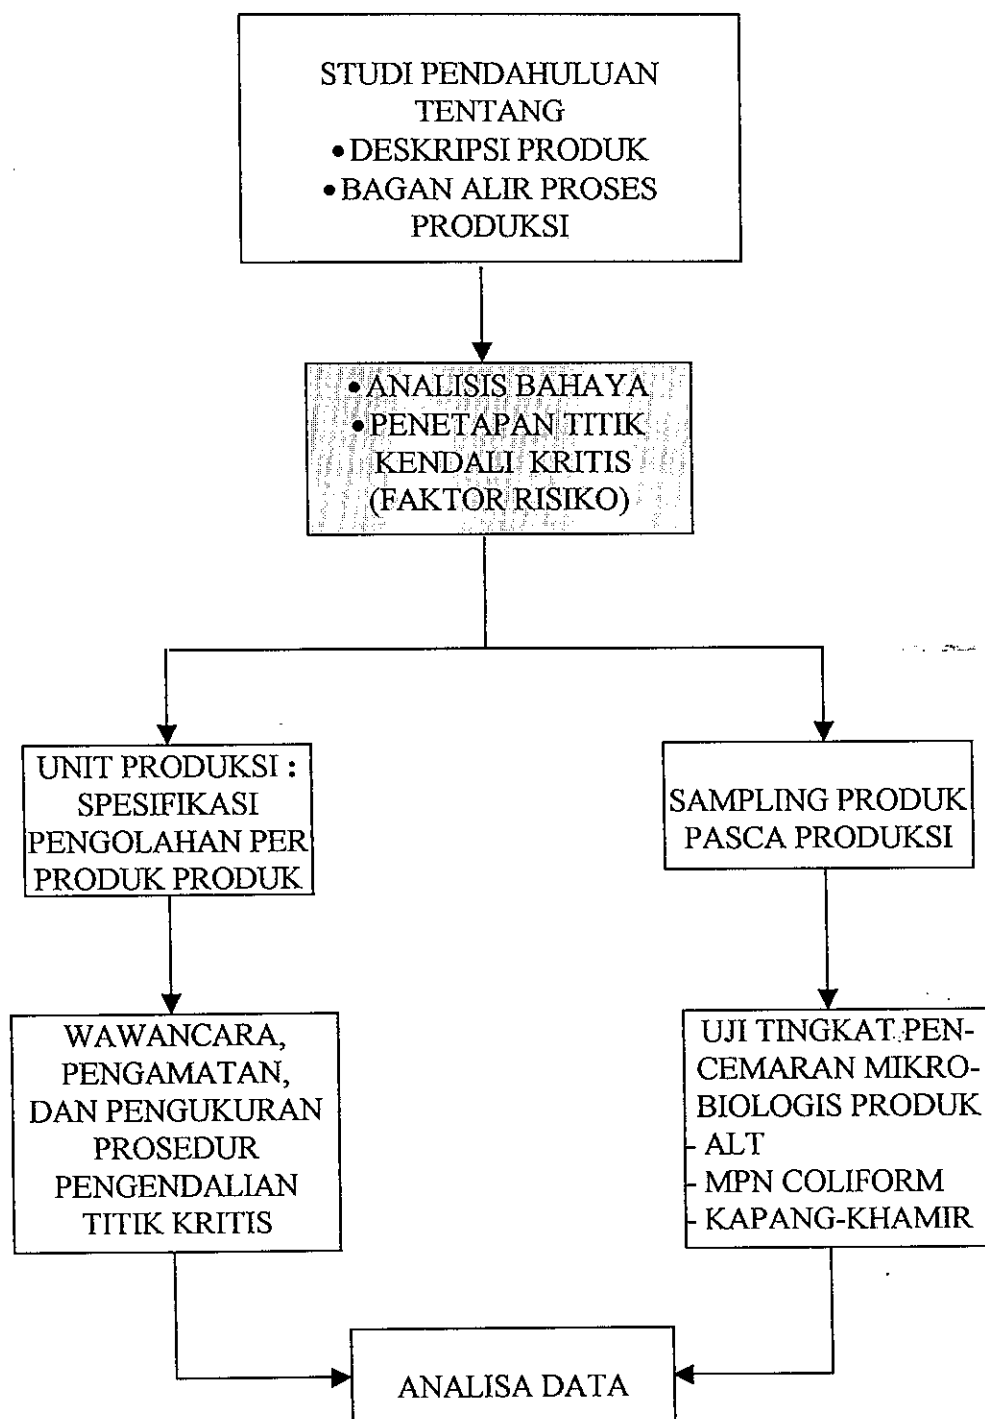 STUDI PENDAHULUAN
TENTANG
• DESKRIPSI PRODUK
• BAGAN ALIR PROSES
PRODUKSI
• ANALISIS BAHAYA
• PENETAPAN TITIK
KENDALI KRITIS
(FAKTOR RISIKO)
UNIT PRODUKSI :
SPESIFIKASI
PENGOLAHAN PER
PRODUK PRODUK
SAMPLING PRODUK
PASCA PRODUKSI
WAWANCARA,
PENGAMATAN,
DAN PENGUKURAN
PROSEDUR
PENGENDALIAN
TITIK KRITIS
UJI TINGKAT PEN-
CEMARAN MIKRO-
BIOLOGIS PRODUK
- ALT
- MPN COLIFORM
- KAPANG-KHAMIR
ANALISA DATA